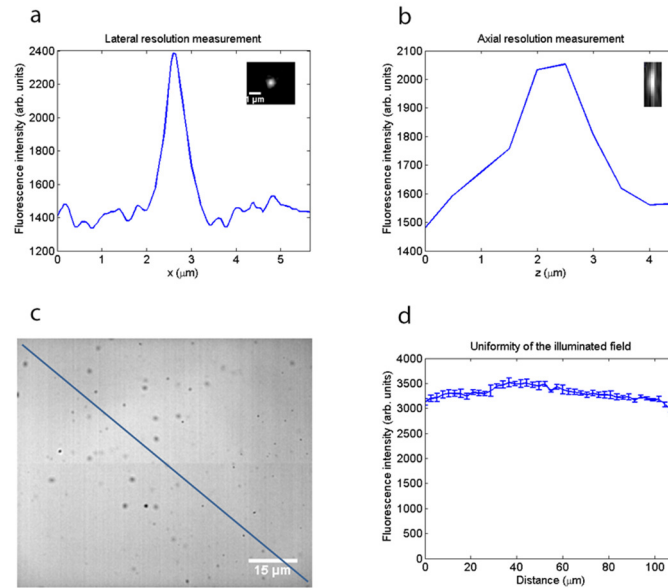 a
Lateral resolution measurement
Fluorescence intensity (arb. units)
2400
2200
2000
1800
1600
1400
1200
0 1 2 3 4 5
x (μm)
1 μm
b
Axial resolution measurement
Fluorescence intensity (arb. units)
2100
2000
1900
1800
1700
1600
1500
1400
0 1 2 3 4
z (μm)
c
15 μm
d
Uniformity of the illuminated field
Fluorescence intensity (arb. units)
4000
3500
3000
2500
2000
1500
1000
500
0
0 20 40 60 80 100
Distance (μm)